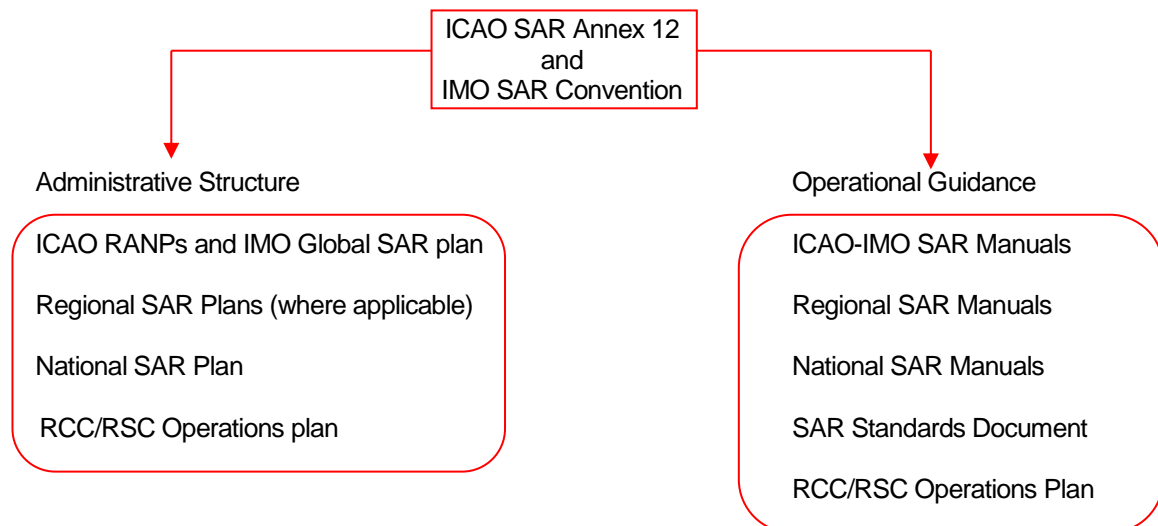 ICAO SAR Annex 12
and
IMO SAR Convention
Administrative Structure
ICAO RANPs and IMO Global SAR plan
Regional SAR Plans (where applicable)
National SAR Plan
RCC/RSC Operations plan
Operational Guidance
ICAO-IMO SAR Manuals
Regional SAR Manuals
National SAR Manuals
SAR Standards Document
RCC/RSC Operations Plan